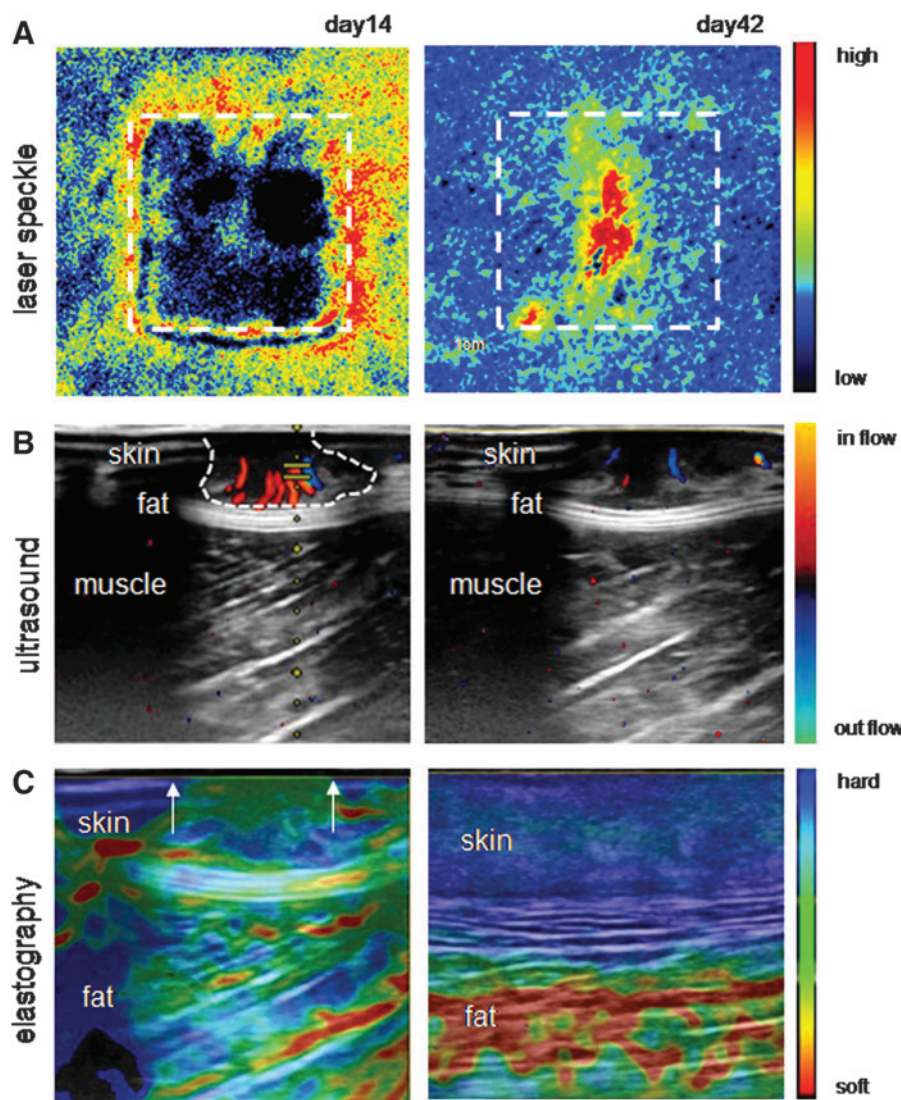 A
day14
day42
laser speckle
high
low
1cm
B
ultrasound
skin
fat
muscle
skin
fat
muscle
in flow
out flow
C
elastography
skin
fat
skin
fat
hard
soft